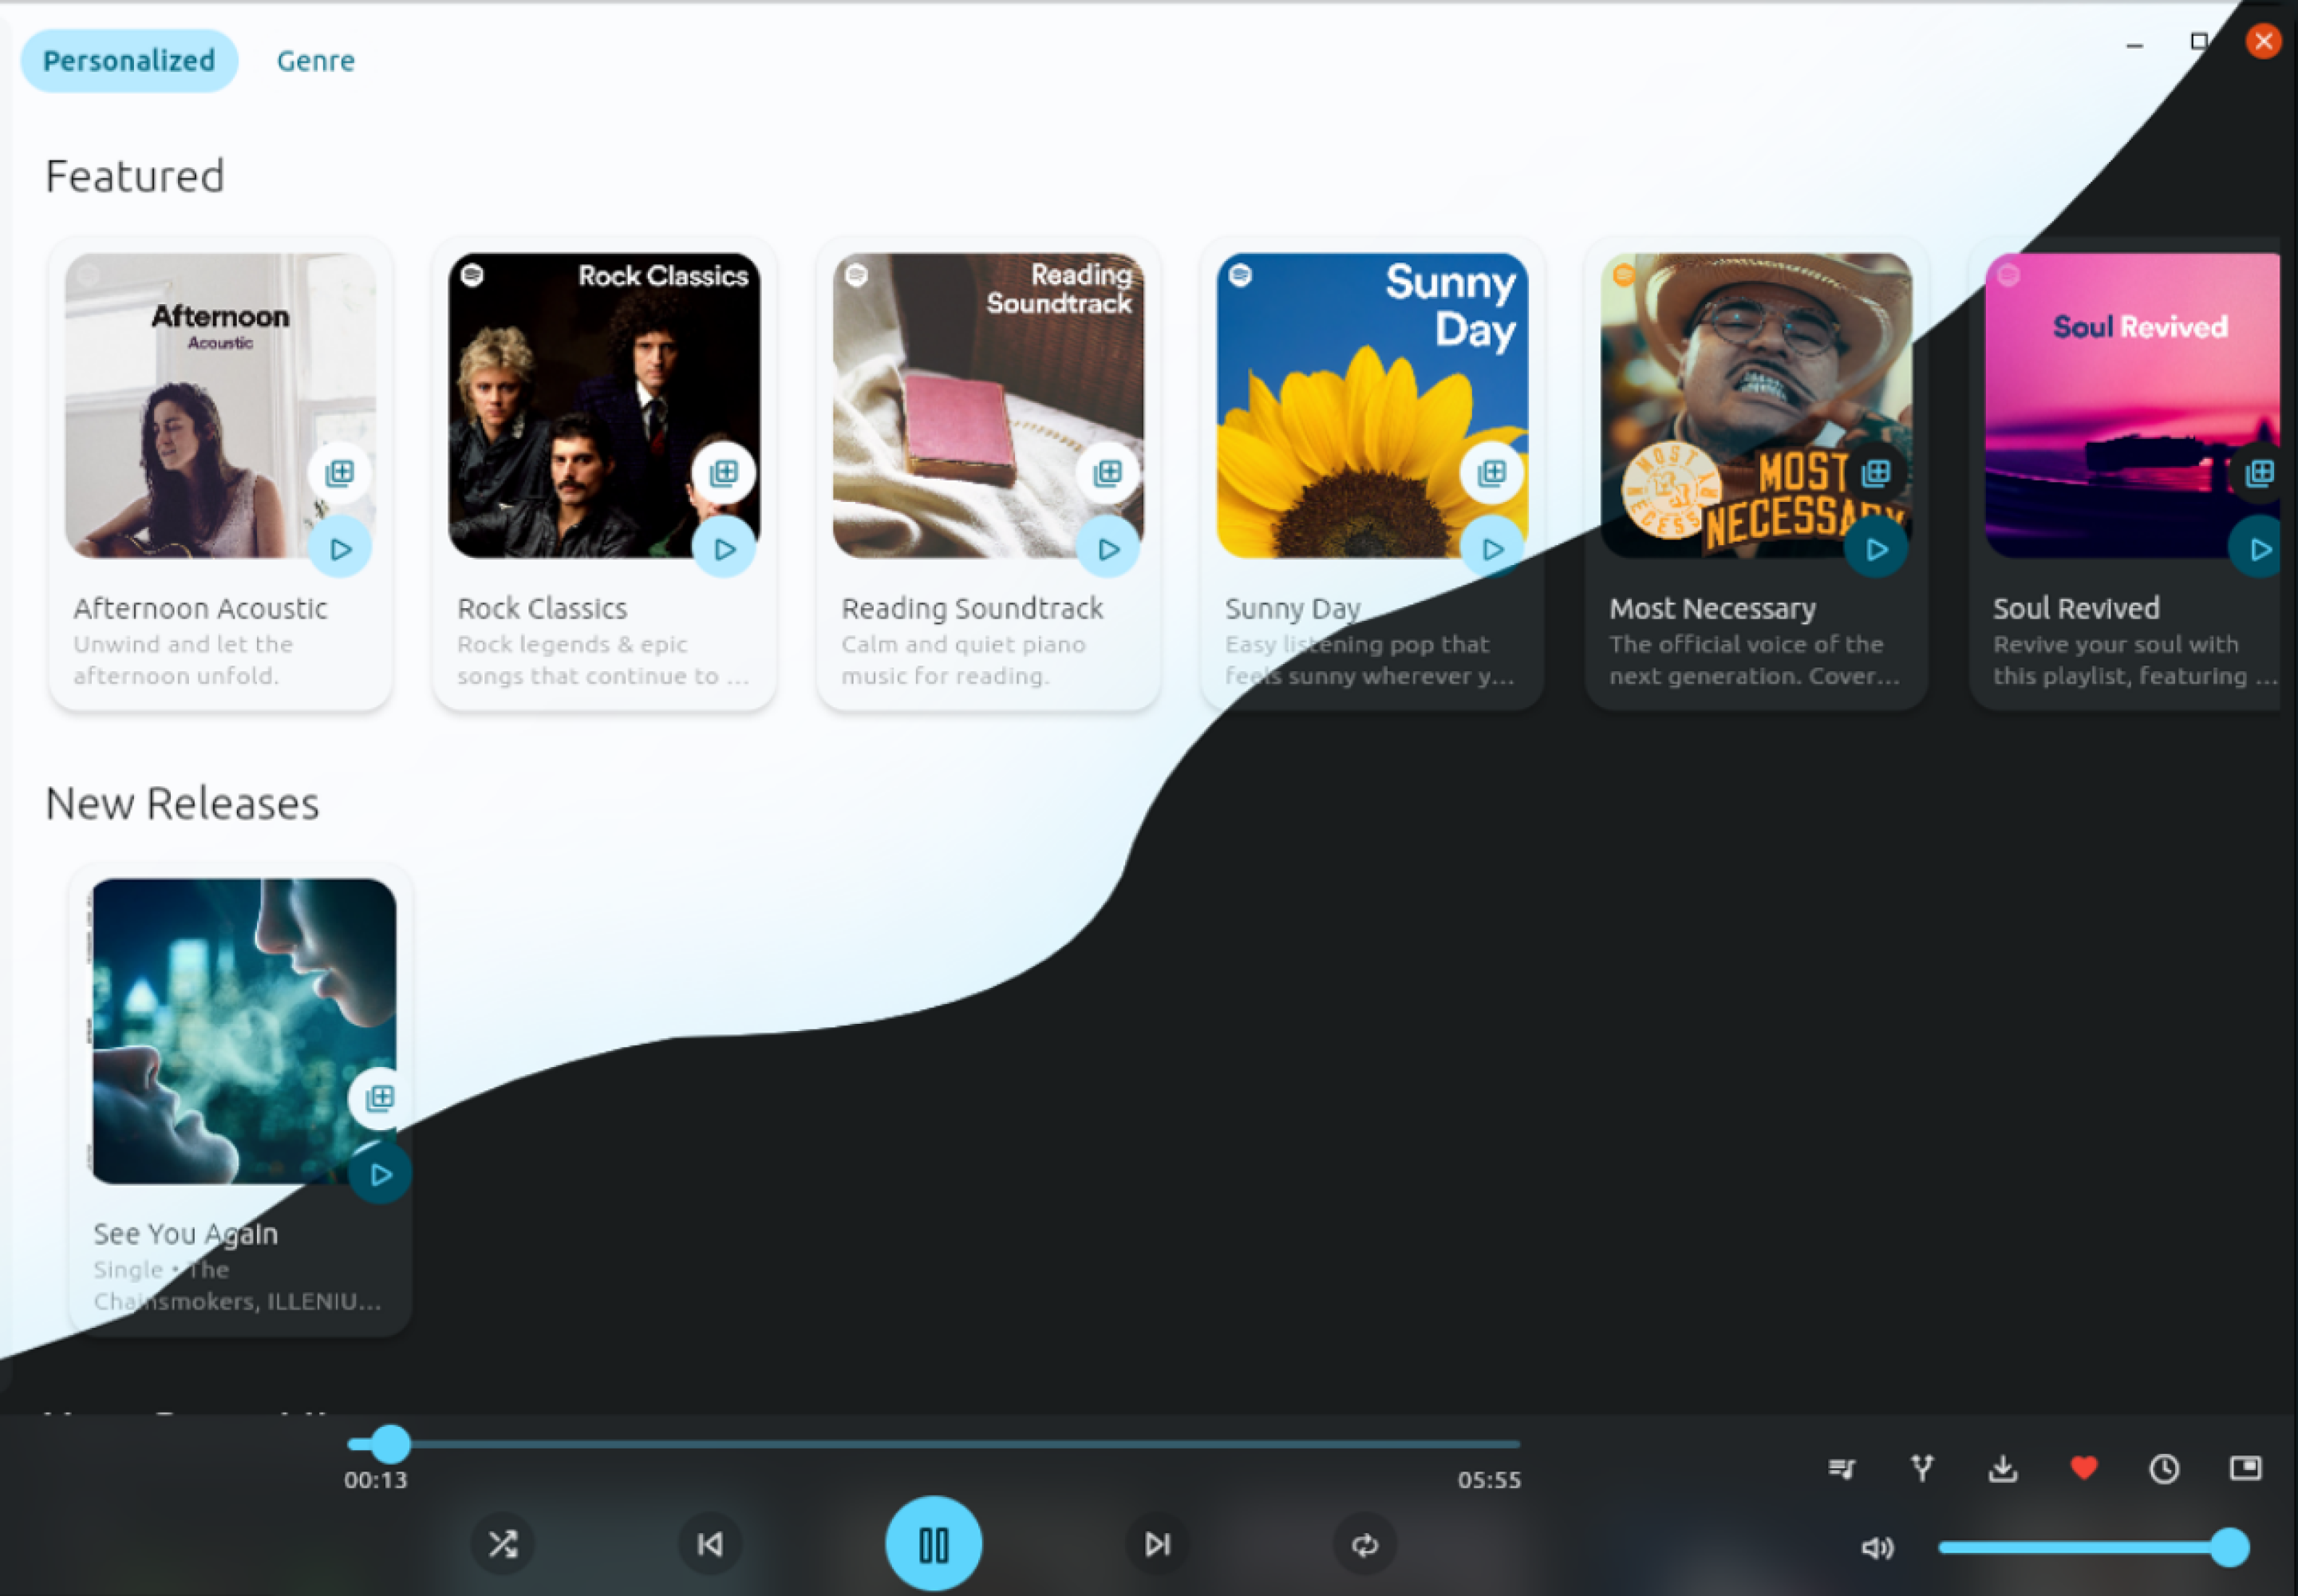 Personalized Genre
Featured
Afternoon
Acoustic
Rock Classics
Reading
Soundtrack
Sunny
Day
MOST
NECESSARY
Soul Revived
Afternoon Acoustic
Unwind and let the
afternoon unfold.
Rock Classics
Rock legends & epic
songs that continue to ...
Reading Soundtrack
Calm and quiet piano
music for reading.
Sunny Day
Easy listening pop that
feels sunny wherever y...
Most Necessary
The official voice of the
next generation. Cover...
Soul Revived
Revive your soul with
this playlist, featuring ...
New Releases
See You Again
Single • The
Chainsmokers, ILLENIU...
00:13
05:55